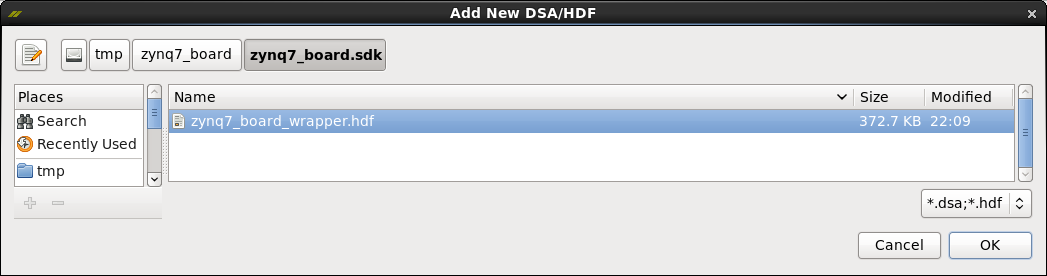 Add New DSA/HDF
tmp zynq7_board zynq7_board.sdk
Places
Search
Recently Used
tmp
Name Size Modified
zynq7_board_wrapper.hdf 372.7 KB 22:09
*.dsa;*.hdf
Cancel OK